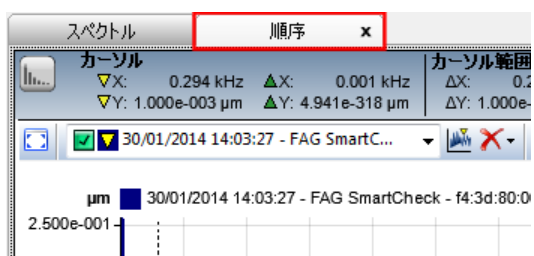 スペクトル 順序 x
カーソル カーソル範囲
▽X: 0.294 kHz ▲X: 0.001 kHz ΔX: 0.2
▽Y: 1.000e-003 µm ▲Y: 4.941e-318 µm ΔY: 1.000e-
30/01/2014 14:03:27 - FAG SmartC...
µm 30/01/2014 14:03:27 - FAG SmartCheck - f4:3d:80:0
2.500e-001